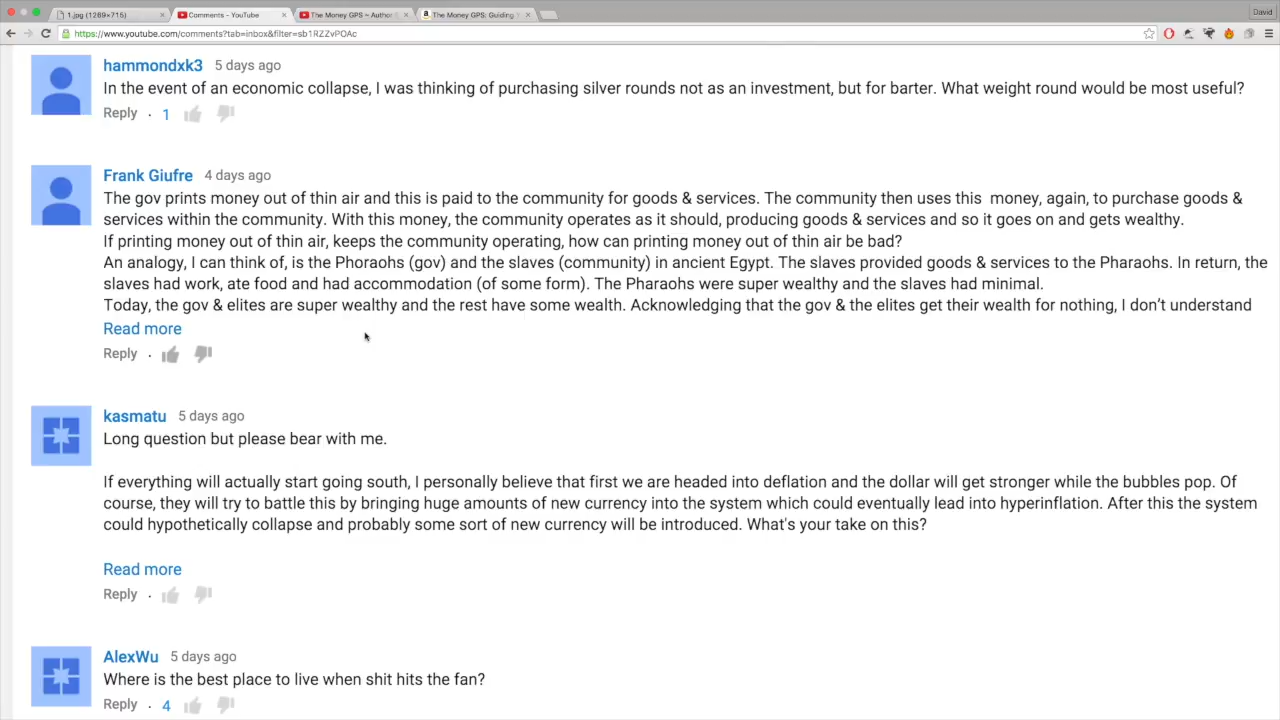 1.jpg (1269×715)
Comments - YouTube
The Money GPS ~ Author
The Money GPS: Guiding
David
https://www.youtube.com/comments?tab=inbox&filter=sb1RZZvPOAc
hammondxk3 5 days ago
In the event of an economic collapse, I was thinking of purchasing silver rounds not as an investment, but for barter. What weight round would be most useful?
Reply · 1
Frank Giufre 4 days ago
The gov prints money out of thin air and this is paid to the community for goods & services. The community then uses this money, again, to purchase goods &
services within the community. With this money, the community operates as it should, producing goods & services and so it goes on and gets wealthy.
If printing money out of thin air, keeps the community operating, how can printing money out of thin air be bad?
An analogy, I can think of, is the Phoraohs (gov) and the slaves (community) in ancient Egypt. The slaves provided goods & services to the Pharaohs. In return, the
slaves had work, ate food and had accommodation (of some form). The Pharaohs were super wealthy and the slaves had minimal.
Today, the gov & elites are super wealthy and the rest have some wealth. Acknowledging that the gov & the elites get their wealth for nothing, I don't understand
Read more
Reply ·
kasmatu 5 days ago
Long question but please bear with me.
If everything will actually start going south, I personally believe that first we are headed into deflation and the dollar will get stronger while the bubbles pop. Of
course, they will try to battle this by bringing huge amounts of new currency into the system which could eventually lead into hyperinflation. After this the system
could hypothetically collapse and probably some sort of new currency will be introduced. What's your take on this?
Read more
Reply ·
AlexWu 5 days ago
Where is the best place to live when shit hits the fan?
Reply · 4